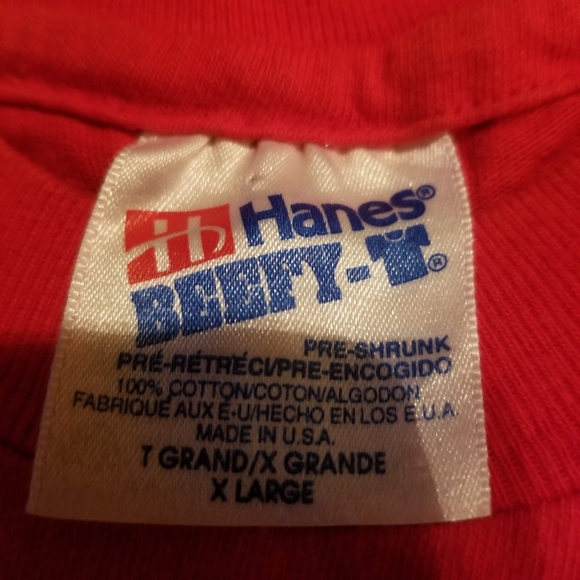 Hanes®
BEEFY-T®
PRE-SHRUNK
PRÉ-RÉTRÉCI/PRE-ENCOGIDO
100% COTTON/COTON/ALGODON
FABRIQUÉ AUX E-U/HECHO EN LOS E.U.A.
MADE IN U.S.A.
T GRAND/X GRANDE
X LARGE